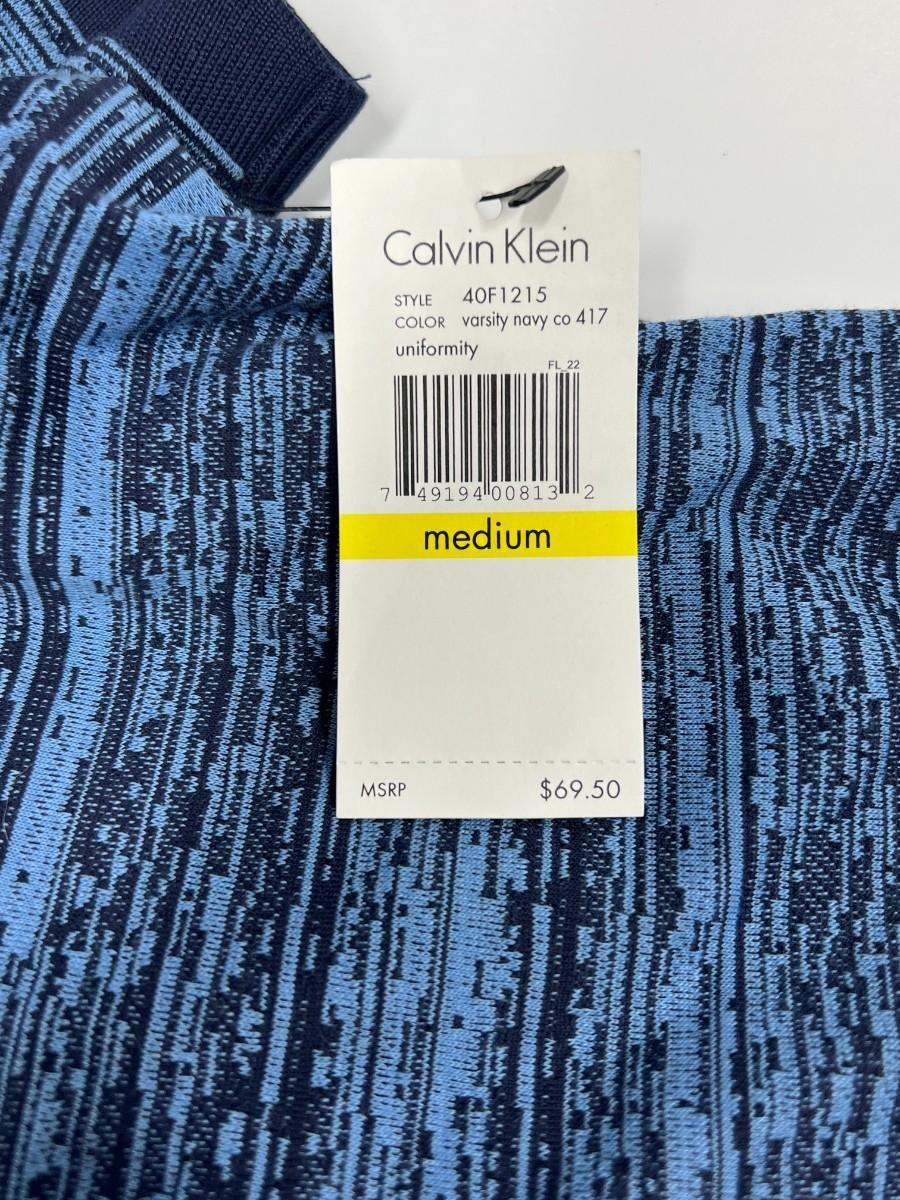 Calvin Klein
STYLE 40F1215
COLOR varsity navy co 417
uniformity
FL_22
7 49194 00813 2
medium
MSRP $69.50